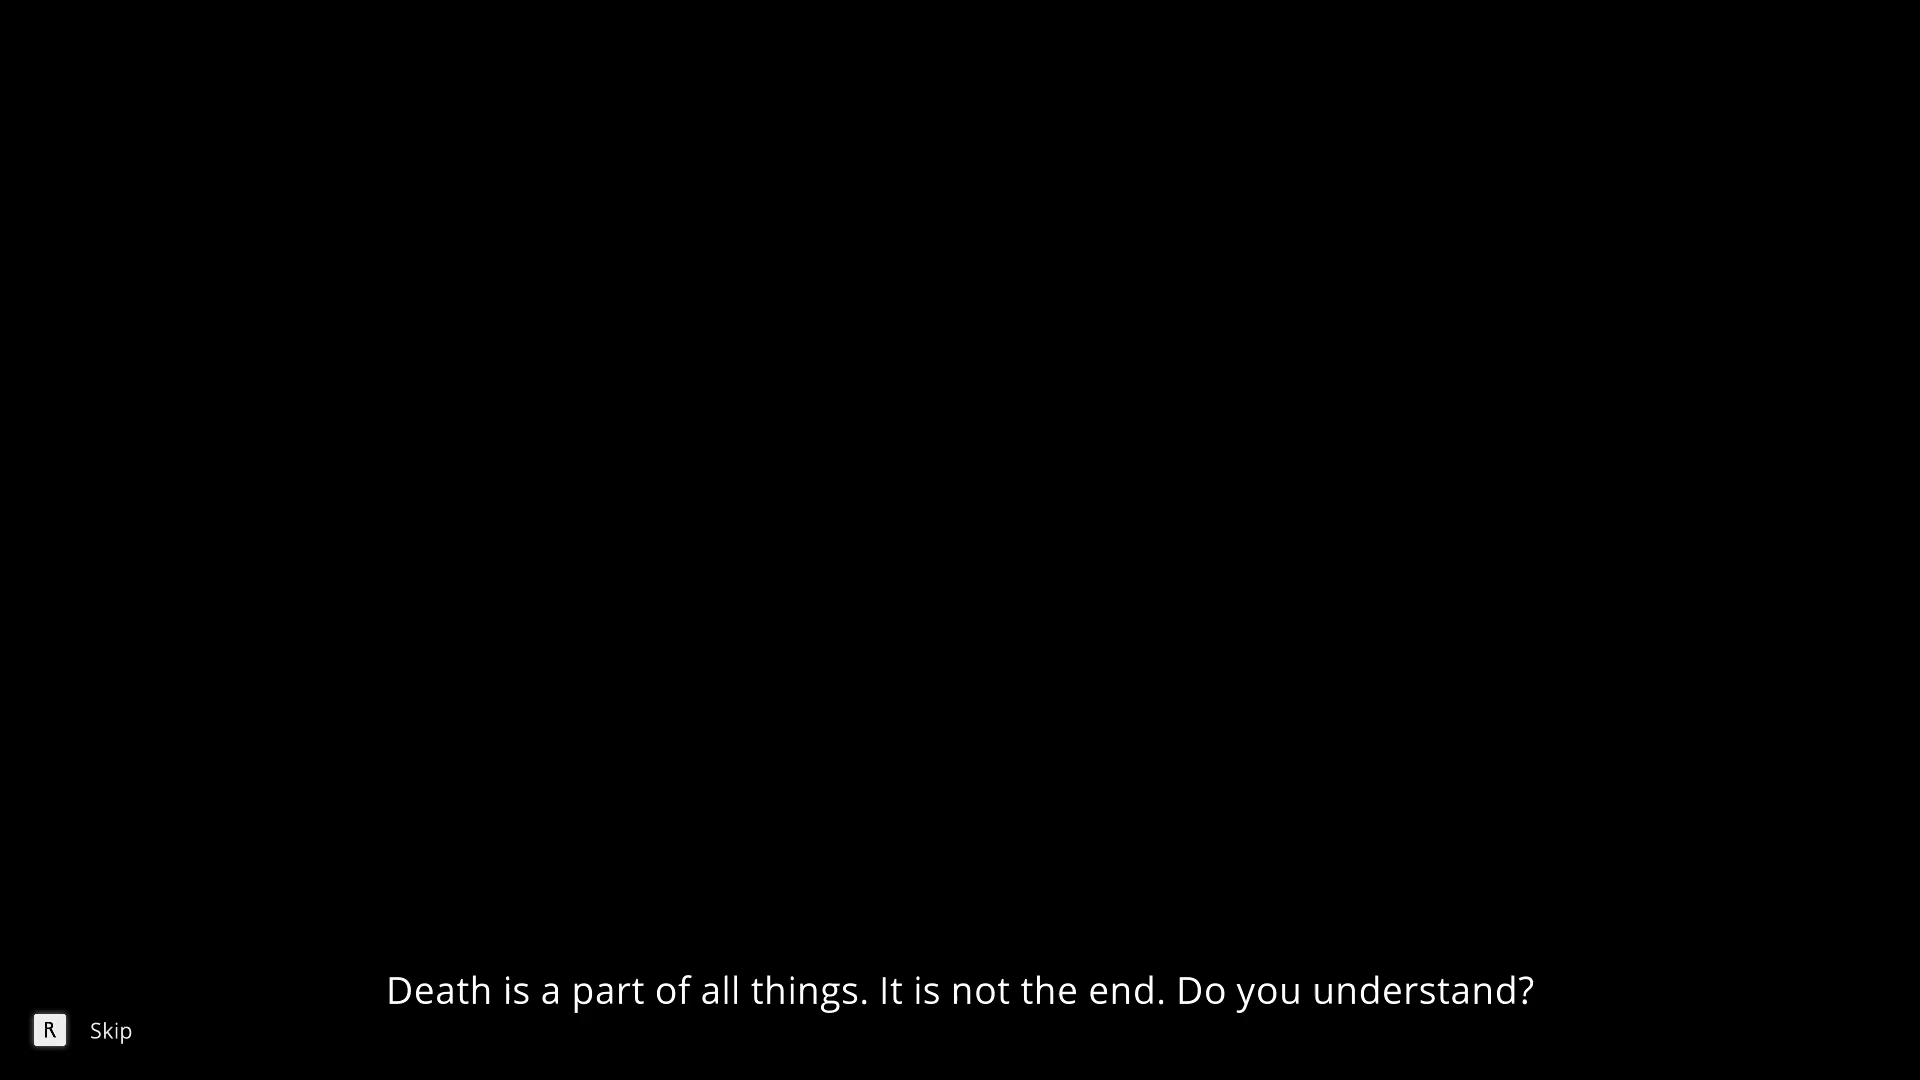 Death is a part of all things. It is not the end. Do you understand?
R Skip